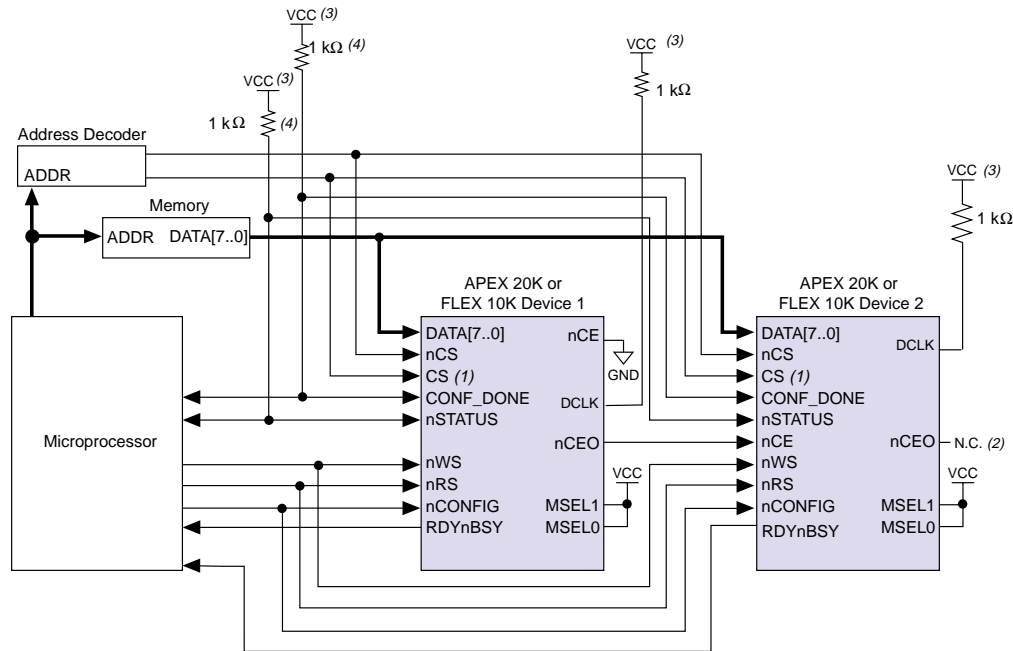 VCC (3)
1 kΩ (4)
VCC (3)
1 kΩ
VCC (3)
1 kΩ (4)
Address Decoder
ADDR
VCC (3)
1 kΩ
Memory
ADDR DATA[7..0]
APEX 20K or
FLEX 10K Device 1
DATA[7..0]
nCS
CS (1)
CONF_DONE
nSTATUS
nWS
nRS
nCONFIG
RDYnBSY
nCE
GND
DCLK
nCEO
VCC
MSEL1
MSEL0
APEX 20K or
FLEX 10K Device 2
DATA[7..0]
nCS
CS (1)
CONF_DONE
nSTATUS
nCE
nWS
nRS
nCONFIG
RDYnBSY
DCLK
nCEO
N.C. (2)
VCC
MSEL1
MSEL0
Microprocessor